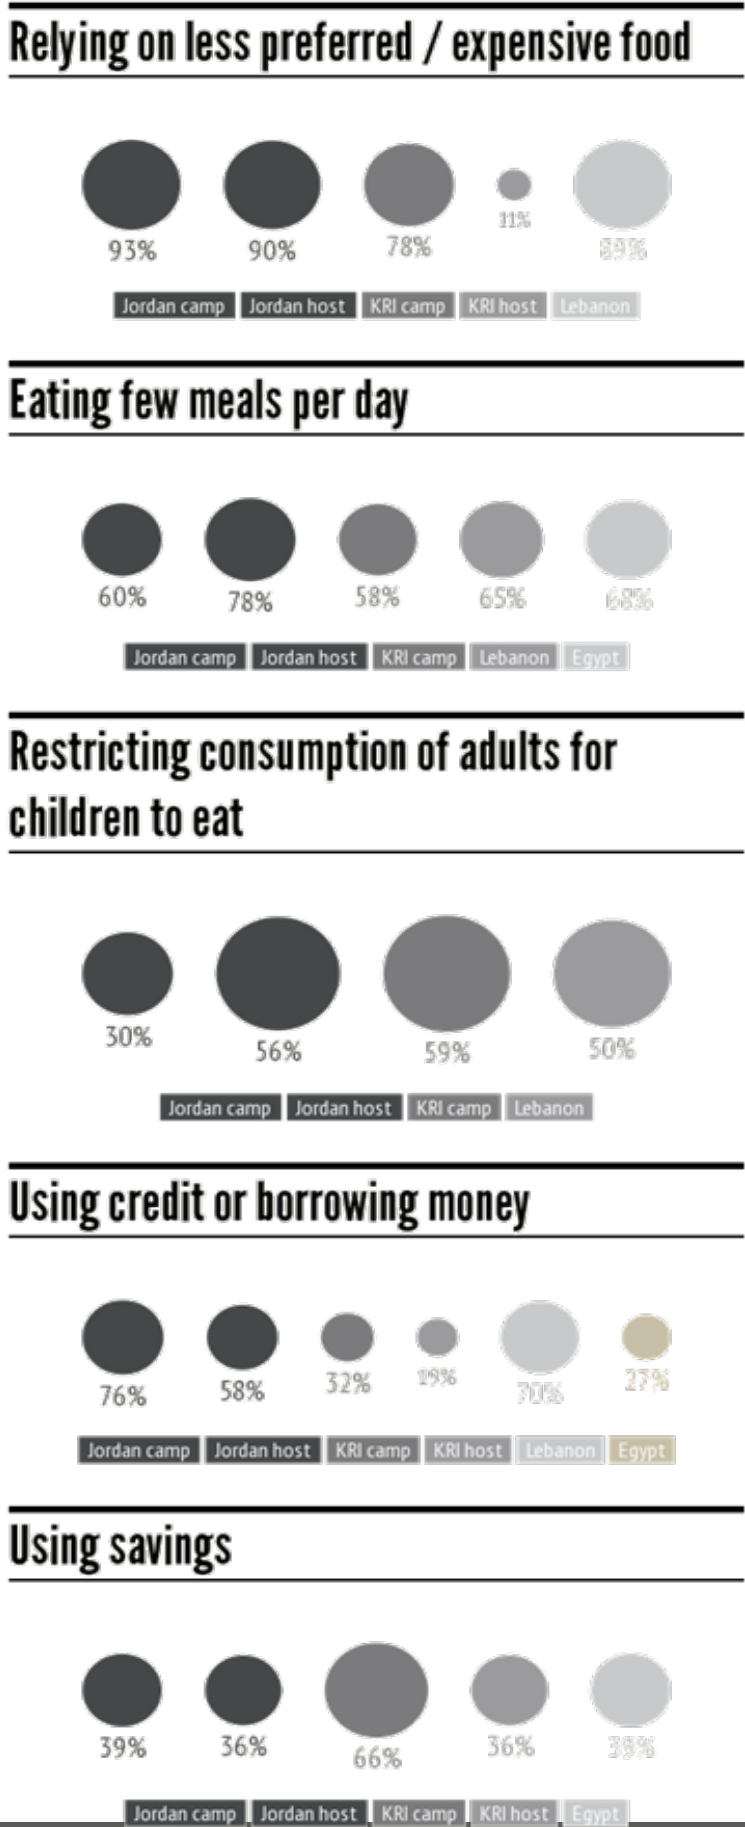 Relying on less preferred / expensive food
93% 90% 78% 11% 89%
Jordan camp Jordan host KRI camp KRI host Lebanon
Eating few meals per day
60% 78% 58% 65% 68%
Jordan camp Jordan host KRI camp Lebanon Egypt
Restricting consumption of adults for
children to eat
30% 56% 59% 50%
Jordan camp Jordan host KRI camp Lebanon
Using credit or borrowing money
76% 58% 32% 19% 70% 27%
Jordan camp Jordan host KRI camp KRI host Lebanon Egypt
Using savings
39% 36% 66% 36%
Jordan camp Jordan host KRI camp KRI host Egypt